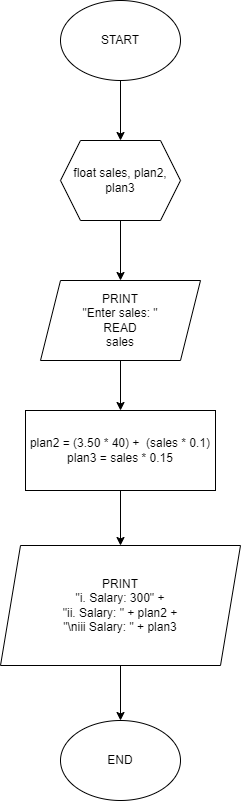 START
float sales, plan2,
plan3
PRINT
"Enter sales: "
READ
sales
plan2 = (3.50 * 40) + (sales * 0.1)
plan3 = sales * 0.15
PRINT
"i. Salary: 300" +
"ii. Salary: " + plan2 +
"\niii Salary: " + plan3
END